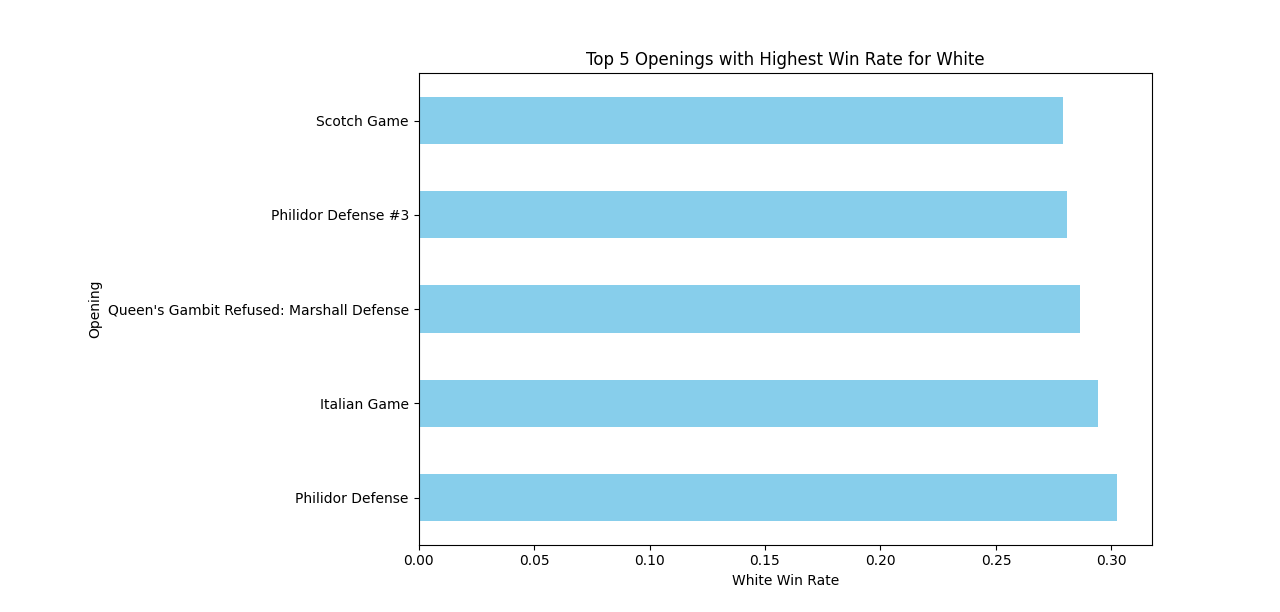 Top 5 Openings with Highest Win Rate for White
Scotch Game
Philidor Defense #3
Queen's Gambit Refused: Marshall Defense
Italian Game
Philidor Defense
Opening
0.00 0.05 0.10 0.15 0.20 0.25 0.30
White Win Rate